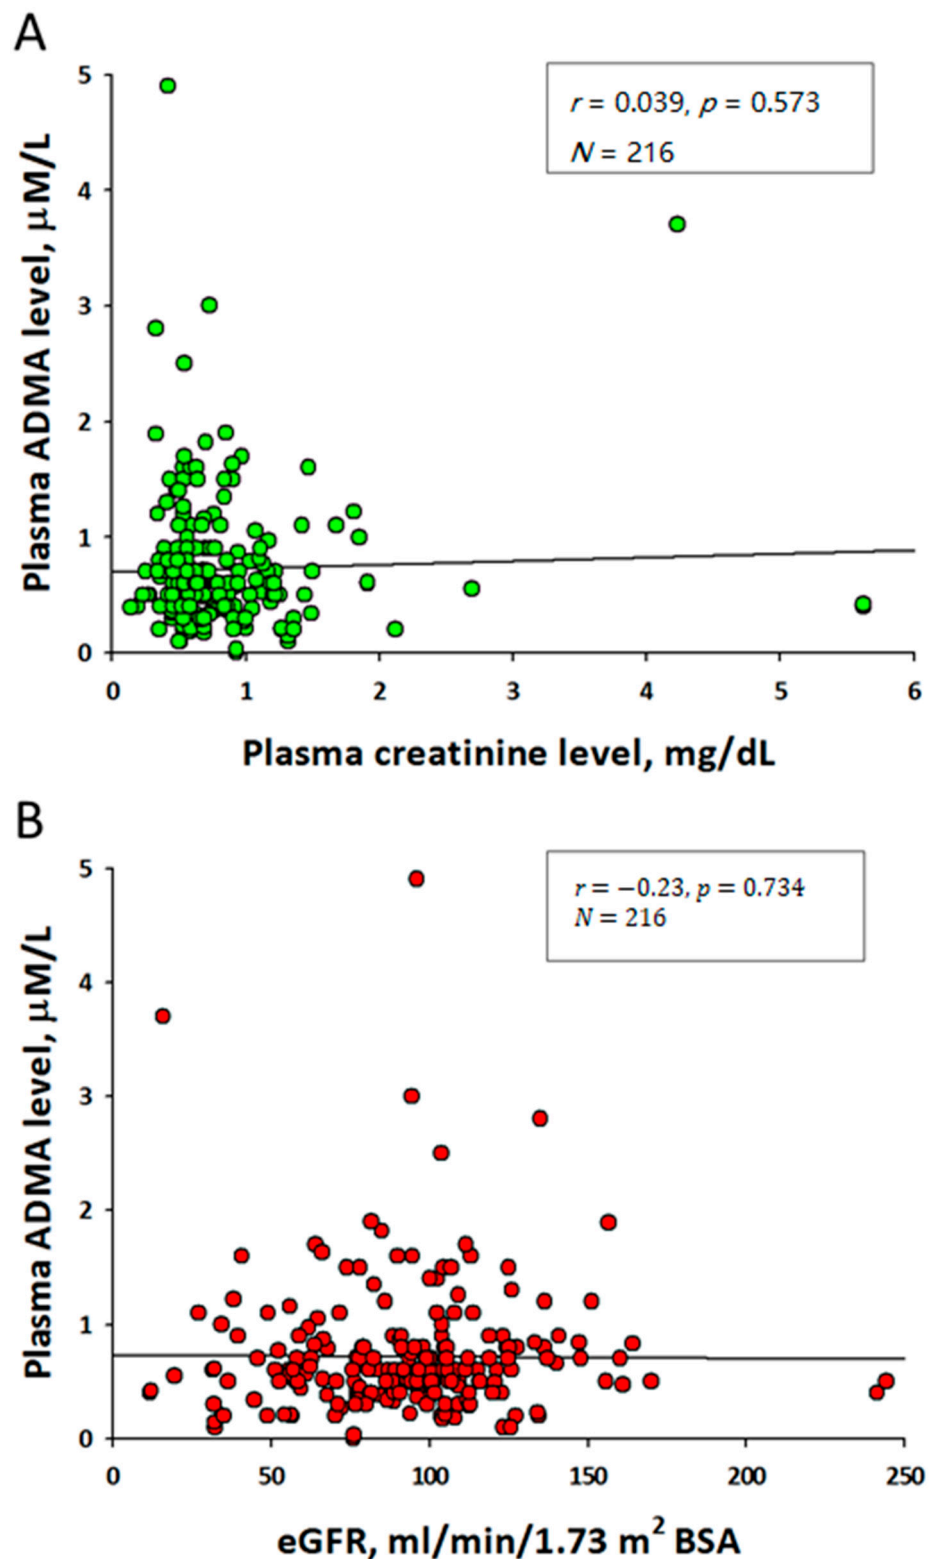 A
r = 0.039, p = 0.573
N = 216
Plasma ADMA level, μM/L
5
4
3
2
1
0
0 1 2 3 4 5 6
Plasma creatinine level, mg/dL
B
r = −0.23, p = 0.734
N = 216
Plasma ADMA level, μM/L
5
4
3
2
1
0
0 50 100 150 200 250
eGFR, ml/min/1.73 m² BSA